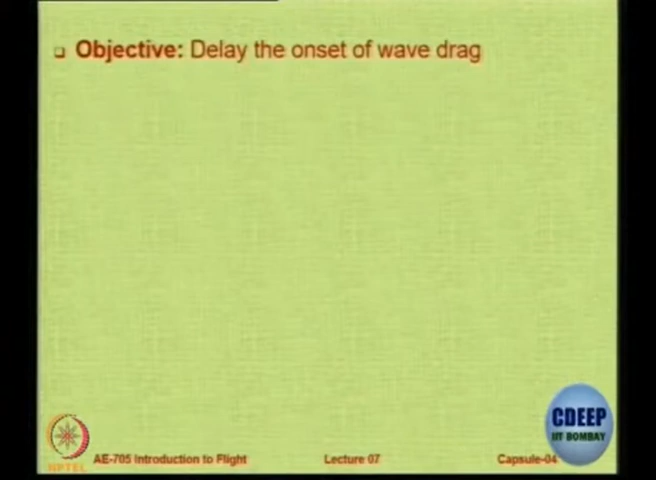 Objective: Delay the onset of wave drag
CDEEP
IIT BOMBAY
NPTEL
AE-705 Introduction to Flight
Lecture 07
Capsule-04